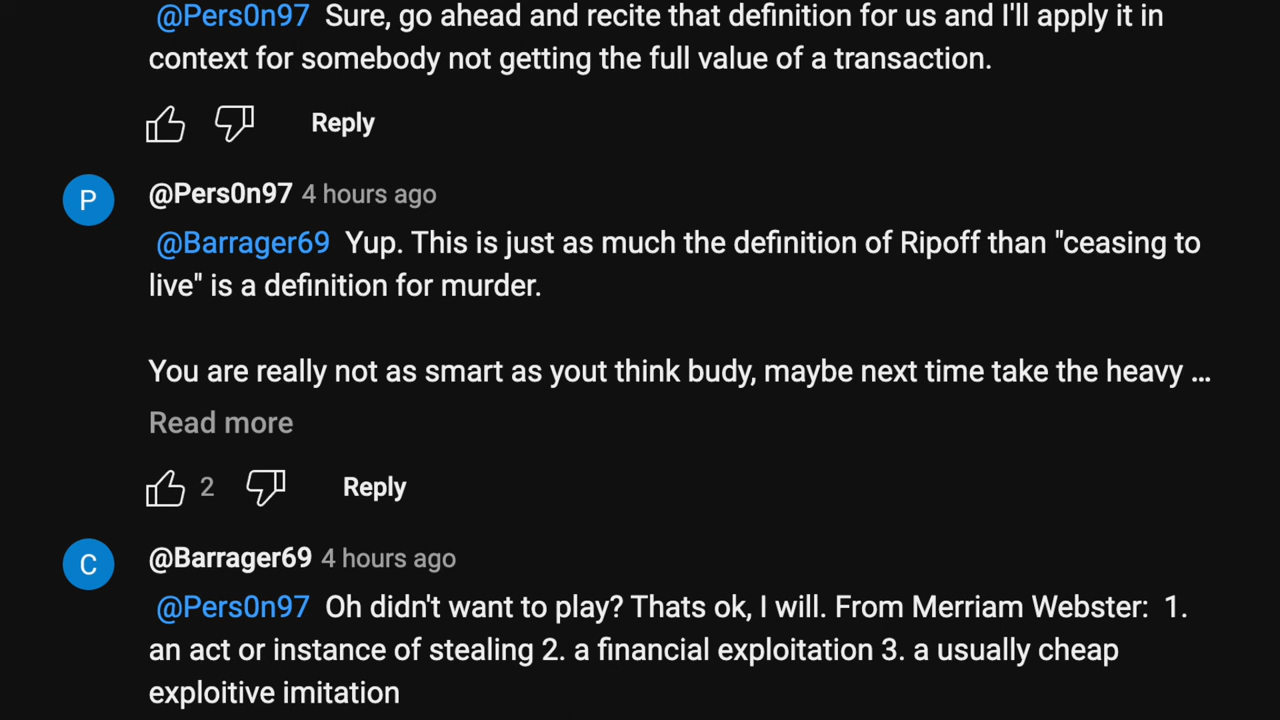 @Pers0n97 Sure, go ahead and recite that definition for us and I'll apply it in
context for somebody not getting the full value of a transaction.
Reply
P
@Pers0n97 4 hours ago
@Barrager69 Yup. This is just as much the definition of Ripoff than "ceasing to
live" is a definition for murder.
You are really not as smart as yout think budy, maybe next time take the heavy ...
Read more
2 Reply
C
@Barrager69 4 hours ago
@Pers0n97 Oh didn't want to play? Thats ok, I will. From Merriam Webster: 1.
an act or instance of stealing 2. a financial exploitation 3. a usually cheap
exploitive imitation